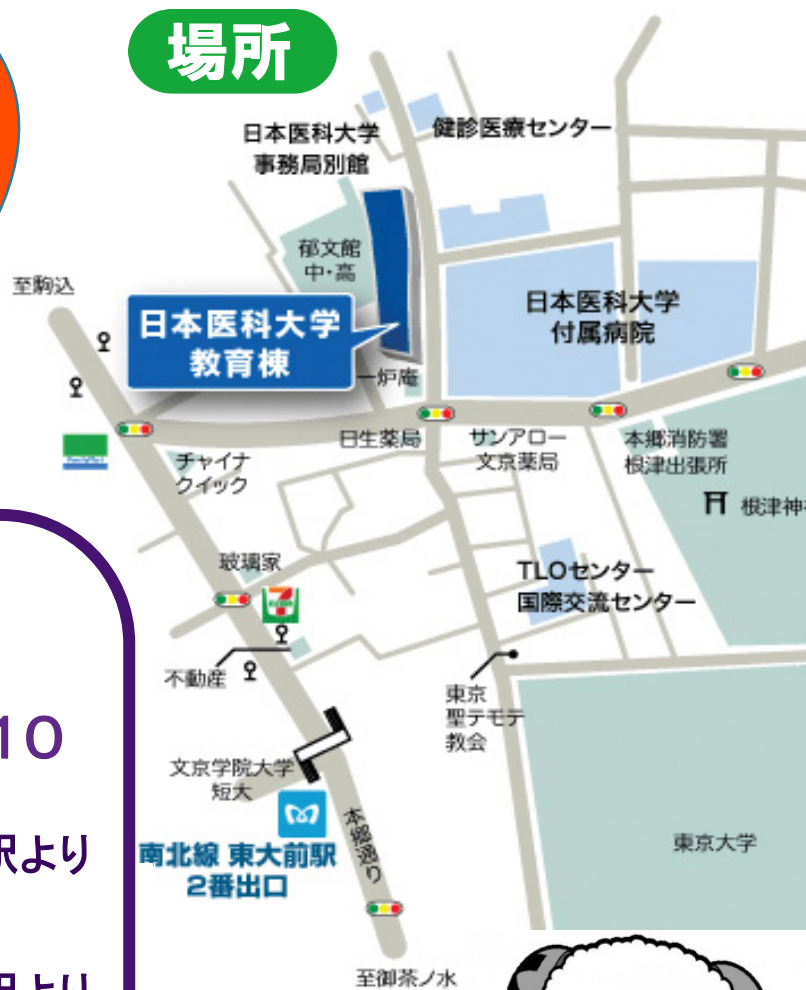 場所
日本医科大学
事務局別館
健診医療センター
郁文館
中・高
至駒込
日本医科大学
教育棟
日本医科大学
付属病院
一炉庵
日生薬局
サンアロー
文京薬局
本郷消防署
根津出張所
チャイナ
クイック
根津神
玻璃家
TLOセンター
国際交流センター
不動産
東京
聖テモテ
教会
10
文京学院大学
短大
本郷通り
駅より
南北線 東大前駅
2番出口
東京大学
至御茶ノ水
駅より